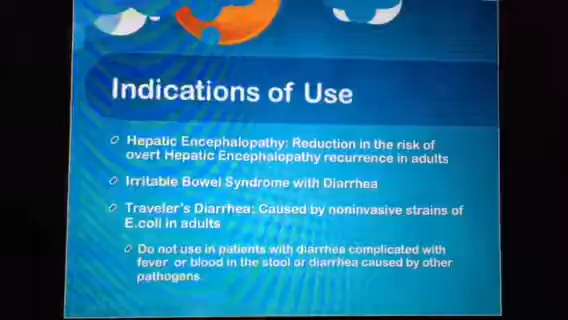 Indications of Use
Hepatic Encephalopathy: Reduction in the risk of
overt Hepatic Encephalopathy recurrence in adults
Irritable Bowel Syndrome with Diarrhea
Traveler's Diarrhea: Caused by noninvasive strains of
E.coli in adults
Do not use in patients with diarrhea complicated with
fever or blood in the stool or diarrhea caused by other
pathogens